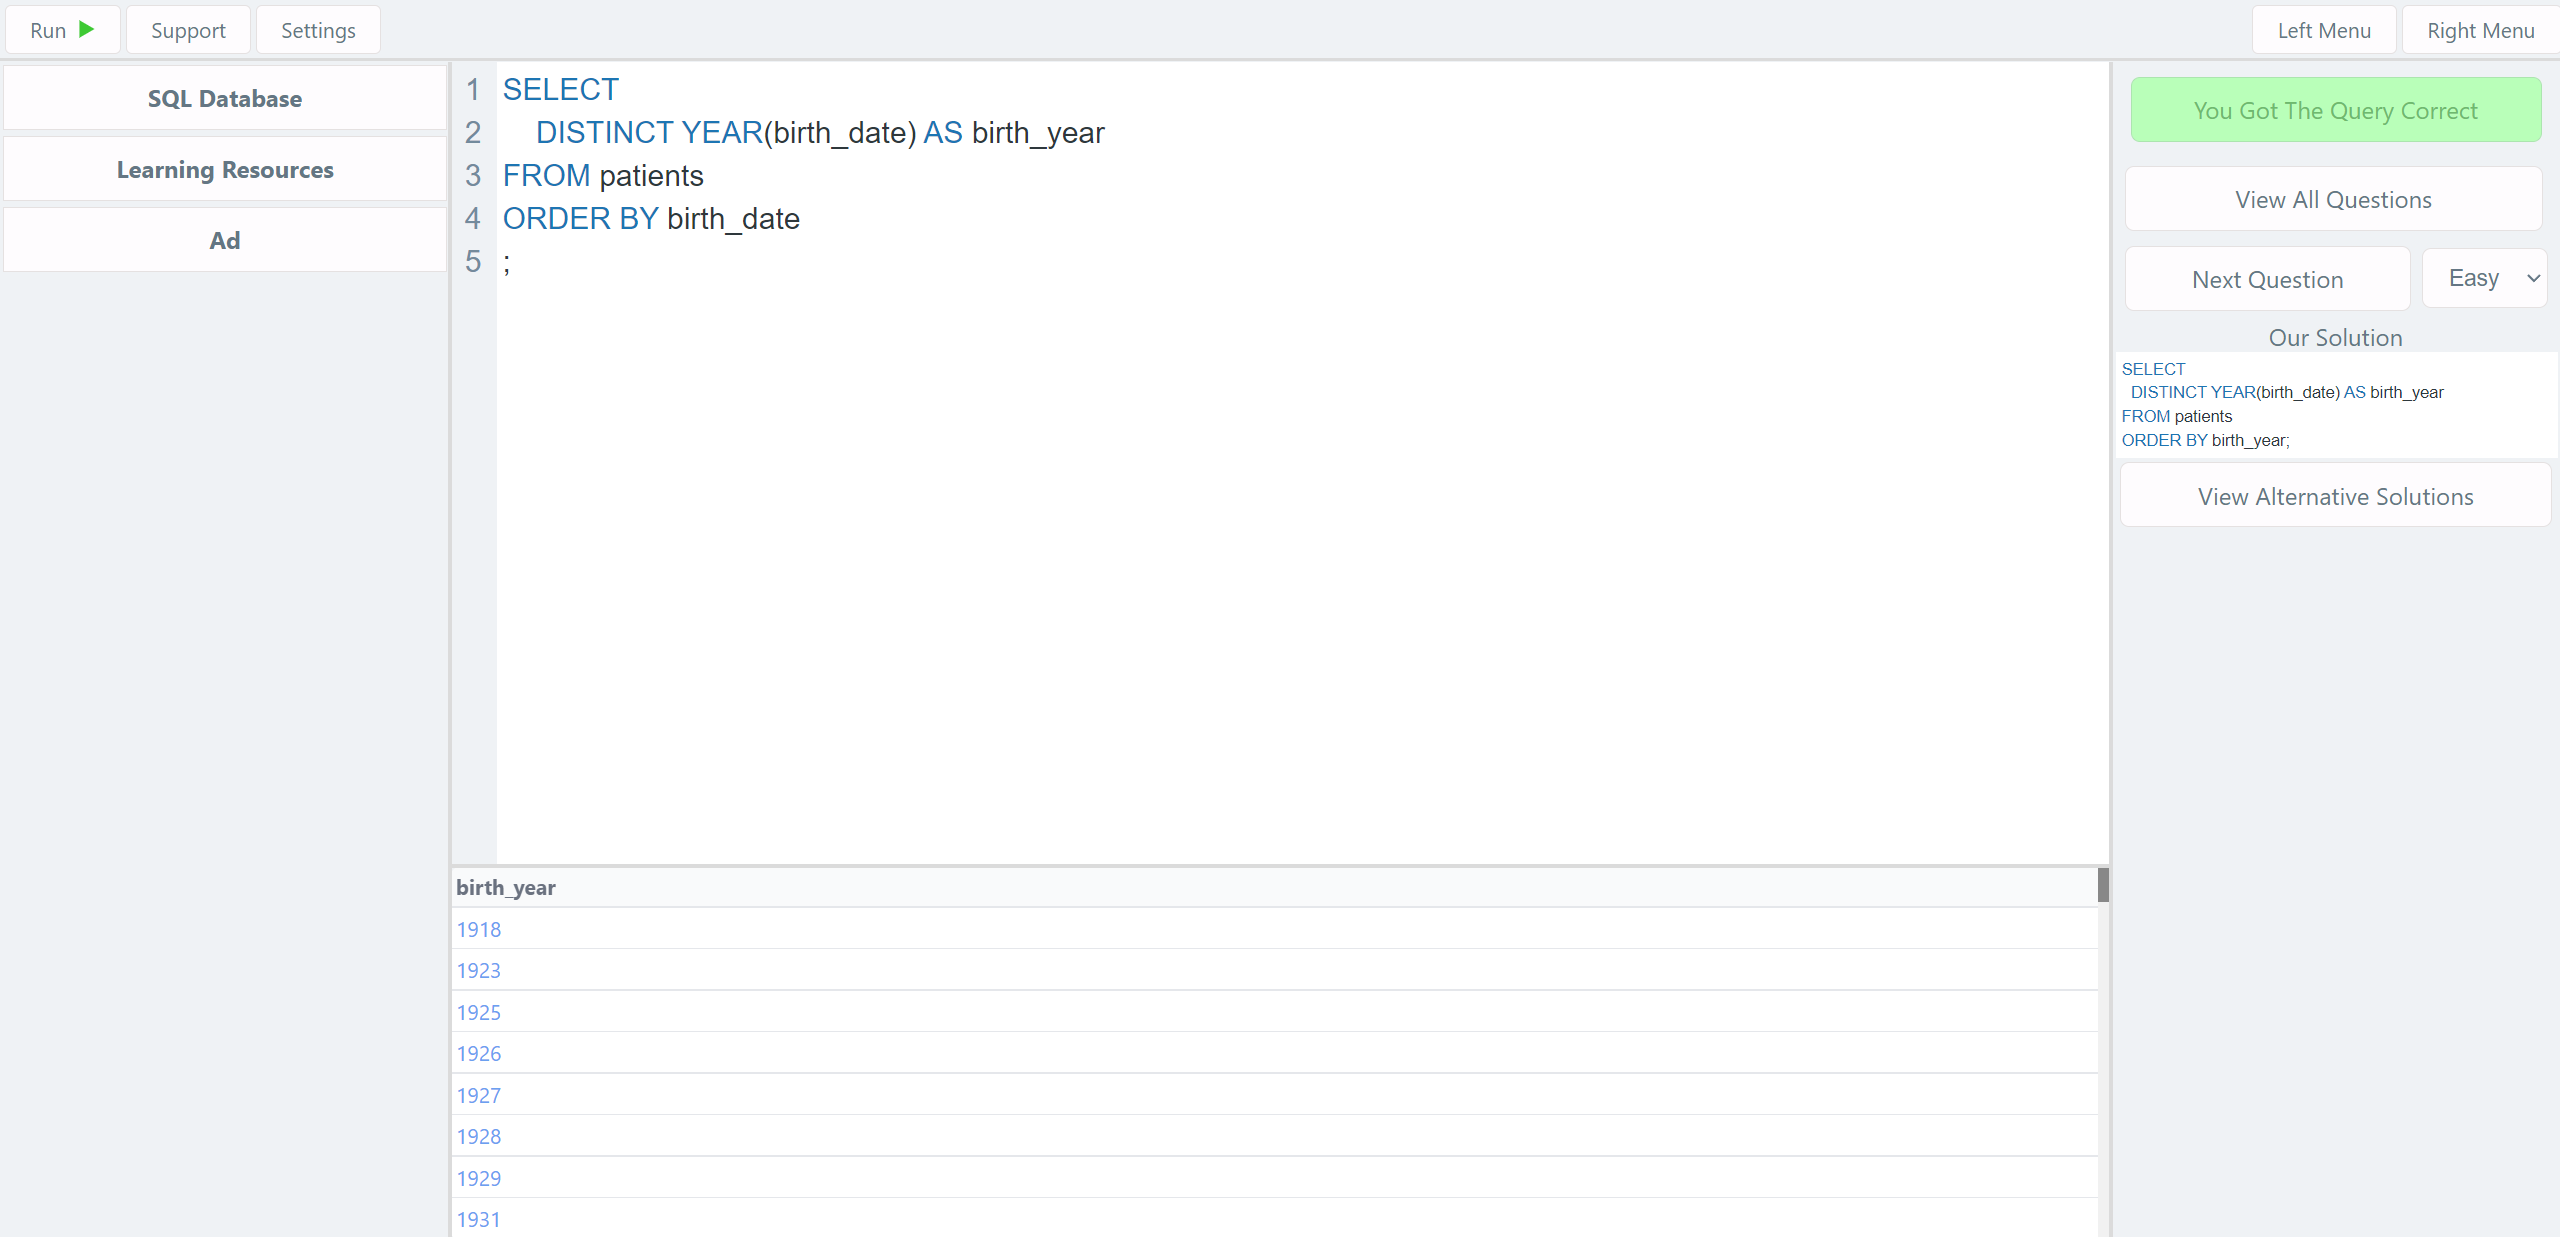 Run
Support
Settings
Left Menu
Right Menu
SQL Database
Learning Resources
Ad
1 SELECT
2 DISTINCT YEAR(birth_date) AS birth_year
3 FROM patients
4 ORDER BY birth_date
5 ;
birth_year
1918
1923
1925
1926
1927
1928
1929
1931
You Got The Query Correct
View All Questions
Next Question
Easy
Our Solution
SELECT
DISTINCT YEAR(birth_date) AS birth_year
FROM patients
ORDER BY birth_year;
View Alternative Solutions